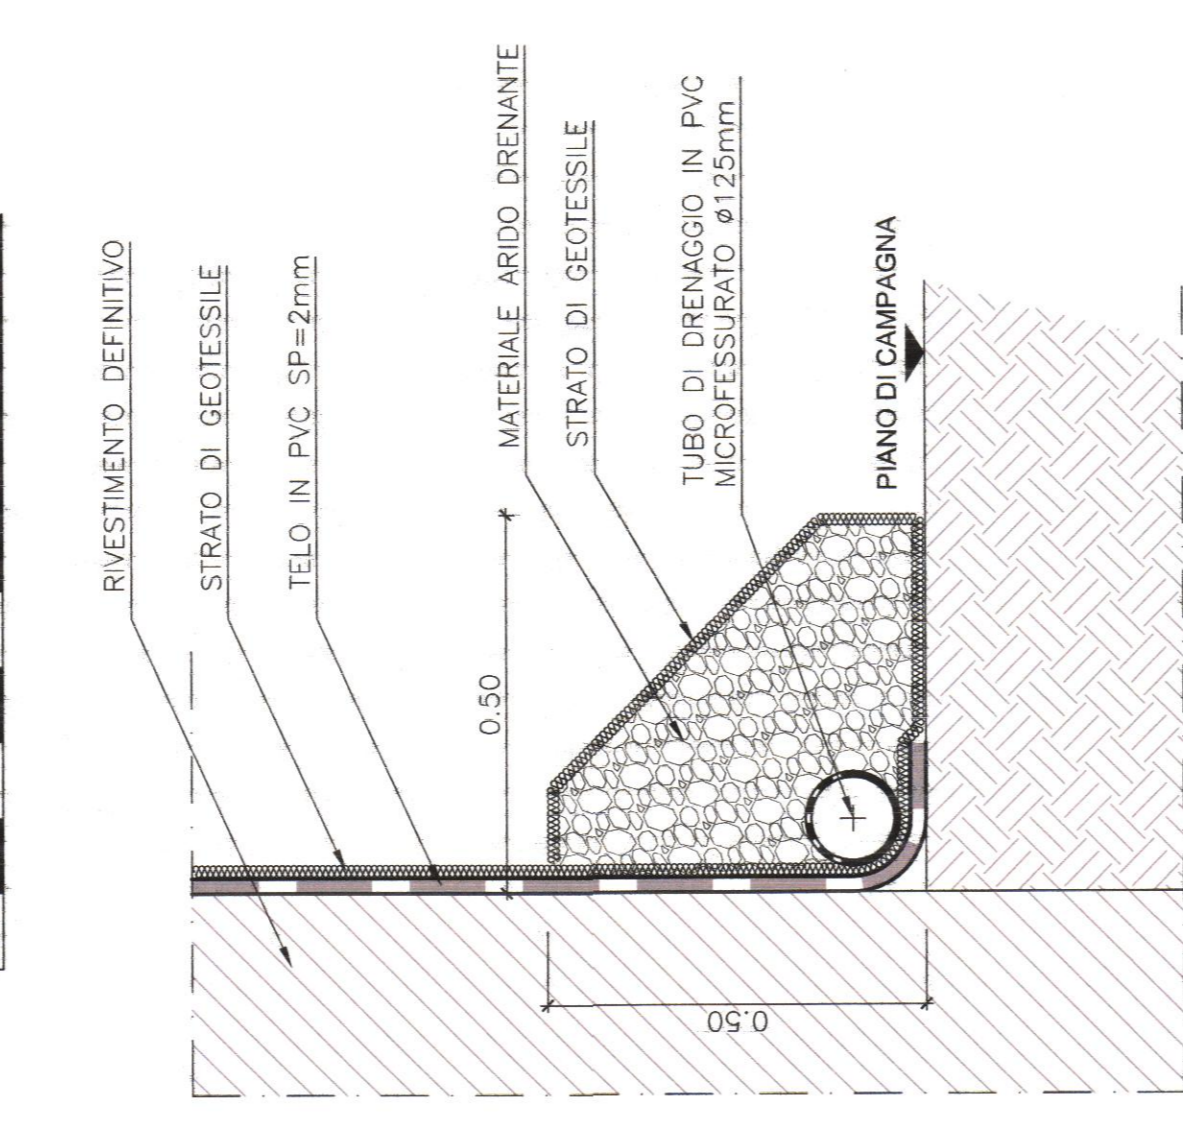 RIVESTIMENTO DEFINITIVO
STRATO DI GEOTESSILE
TELO IN PVC SP=2mm
MATERIALE ARIDO DRENANTE
STRATO DI GEOTESSILE
TUBO DI DRENAGGIO IN PVC
MICROFESSURATO ø125mm
PIANO DI CAMPAGNA
0.50
0.50